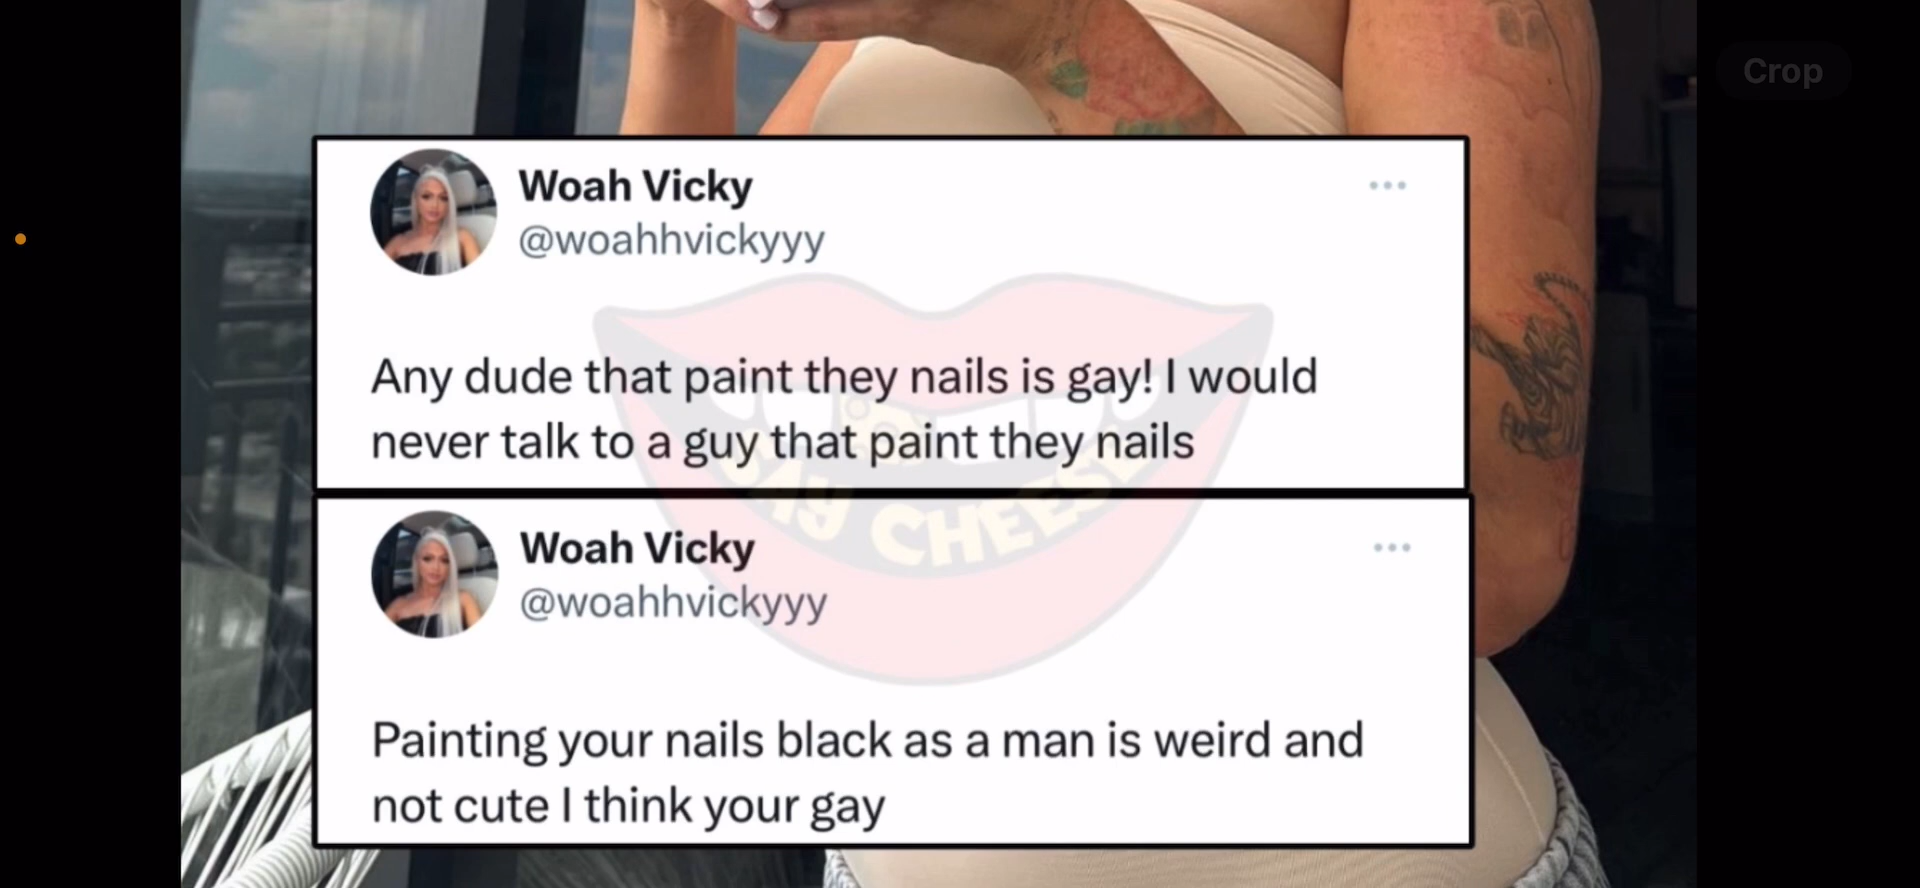 Crop
Woah Vicky
@woahhvickyyy
Any dude that paint they nails is gay! I would
never talk to a guy that paint they nails
SAY CHEESE
Woah Vicky
@woahhvickyyy
Painting your nails black as a man is weird and
not cute I think your gay